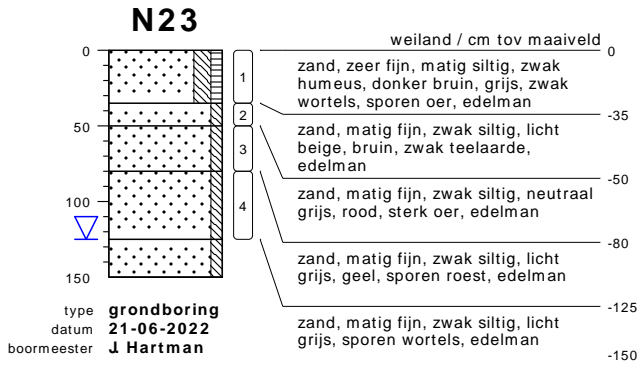 N23
weiland / cm tov maaiveld
0
0
1
zand, zeer fijn, matig siltig, zwak
humeus, donker bruin, grijs, zwak
wortels, sporen oer, edelman
-35
2
50
zand, matig fijn, zwak siltig, licht
beige, bruin, zwak teelaarde,
edelman
-50
3
zand, matig fijn, zwak siltig, neutraal
grijs, rood, sterk oer, edelman
-80
100
4
zand, matig fijn, zwak siltig, licht
grijs, geel, sporen roest, edelman
-125
150
zand, matig fijn, zwak siltig, licht
grijs, sporen wortels, edelman
-150
type grondboring
datum 21-06-2022
boormeester J. Hartman